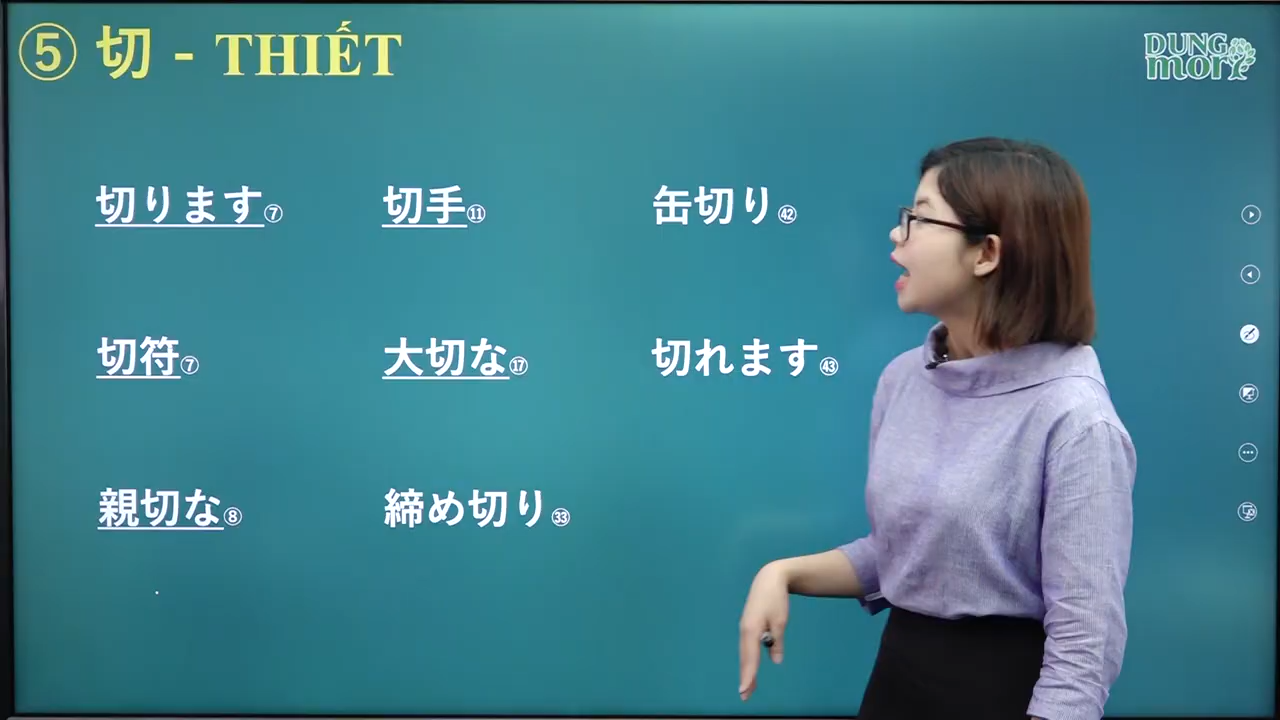 ⑤ 切 - THIẾT
DUNG
mori
切ります⑦ 切手⑪ 缶切り㊷
切符⑦ 大切な⑰ 切れます㊸
親切な⑧ 締め切り㉝